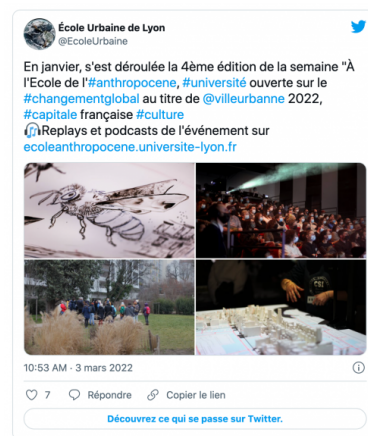 École Urbaine de Lyon
@EcoleUrbaine
En janvier, s'est déroulée la 4ème édition de la semaine "À
l'Ecole de l'#anthropocene, #université ouverte sur le
#changementglobal au titre de @villeurbanne 2022,
#capitale française #culture
🎧Replays et podcasts de l'événement sur
ecoleanthropocene.universite-lyon.fr
10:53 AM · 3 mars 2022
7 Répondre Copier le lien
Découvrez ce qui se passe sur Twitter.